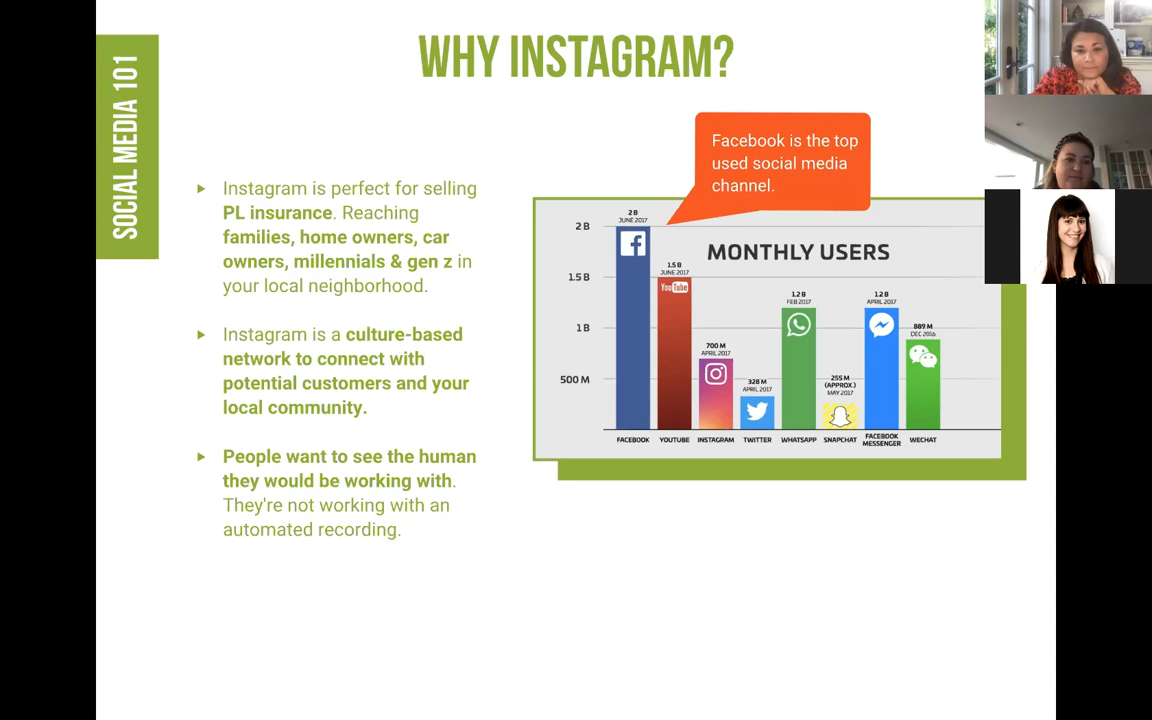 SOCIAL MEDIA 101
WHY INSTAGRAM?
Instagram is perfect for selling
PL insurance. Reaching
families, home owners, car
owners, millennials & gen z in
your local neighborhood.
Instagram is a culture-based
network to connect with
potential customers and your
local community.
People want to see the human
they would be working with.
They're not working with an
automated recording.
Facebook is the top
used social media
channel.
MONTHLY USERS
2 B
1.5 B
1 B
500 M
2 B
JUNE 2017
1.5 B
JUNE 2017
YouTube
700 M
APRIL 2017
328 M
APRIL 2017
1.2 B
FEB 2017
255 M
(APPROX.)
MAY 2017
1.2 B
APRIL 2017
889 M
DEC 2016
FACEBOOK
YOUTUBE
INSTAGRAM
TWITTER
WHATSAPP
SNAPCHAT
FACEBOOK
MESSENGER
WECHAT